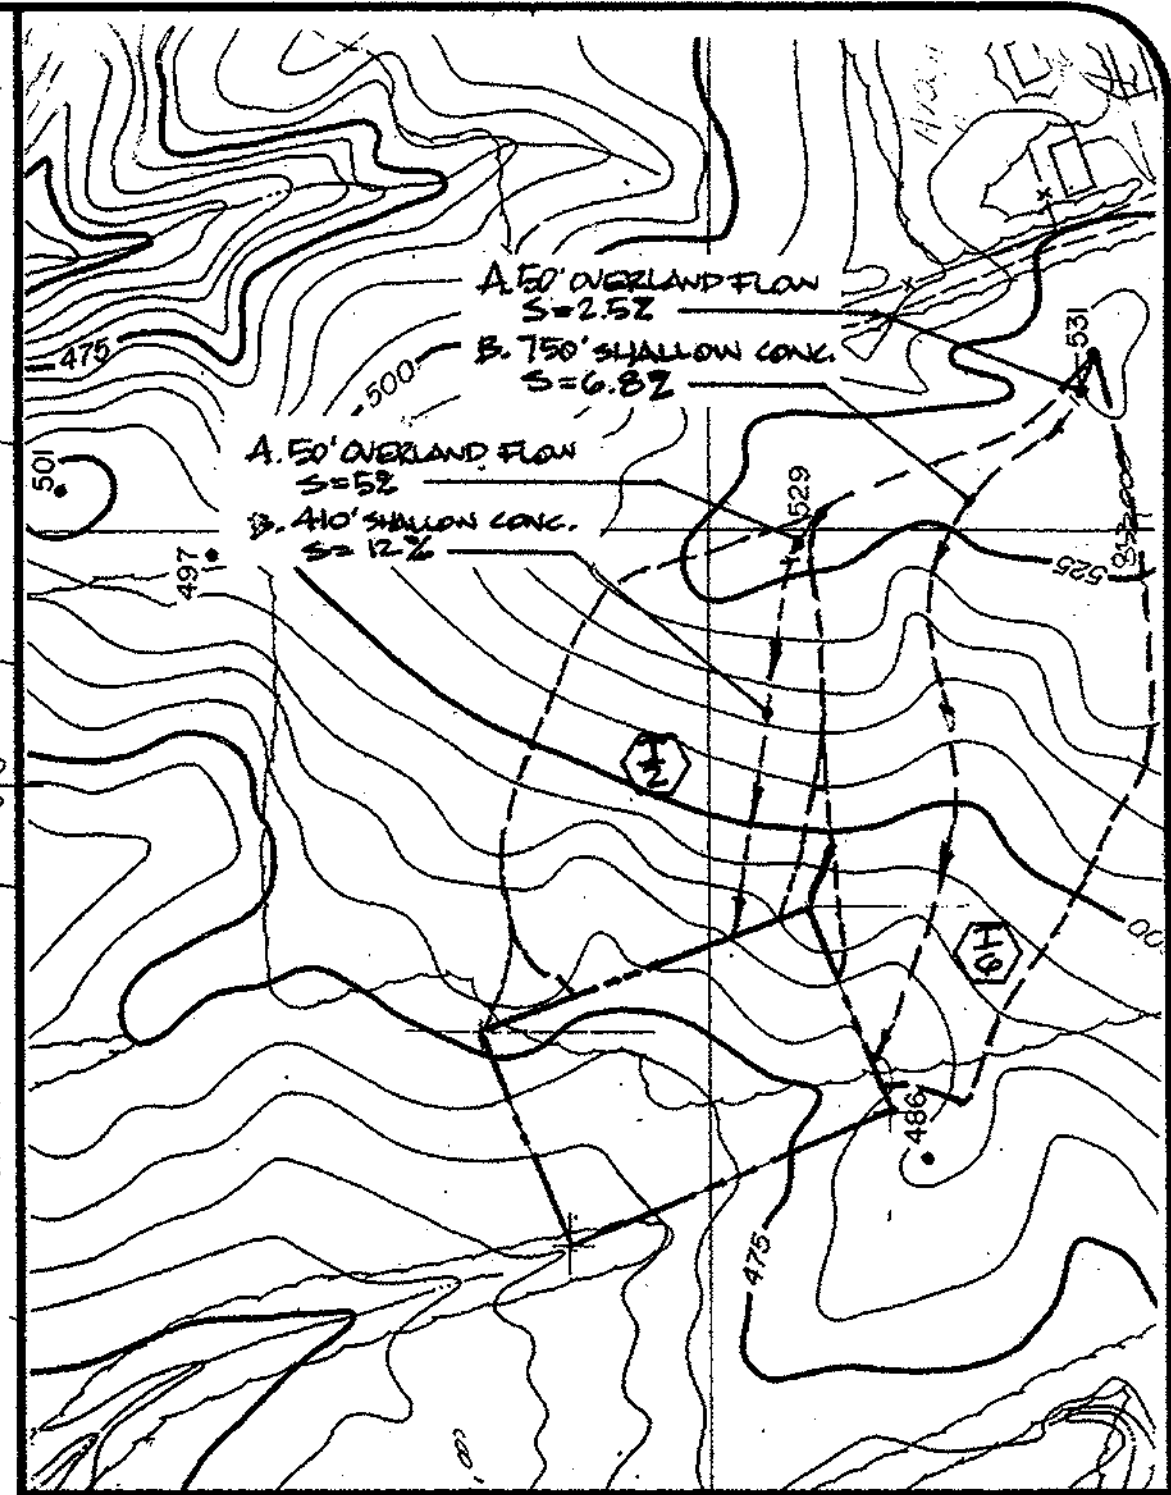 A. 50' OVERLAND FLOW
S=2.5%
B. 750' SHALLOW CONC.
S=6.8%
475
500
531
A. 50' OVERLAND FLOW
S=5%
B. 410' SHALLOW CONC.
S= 12%
501
529
497
525
486
475